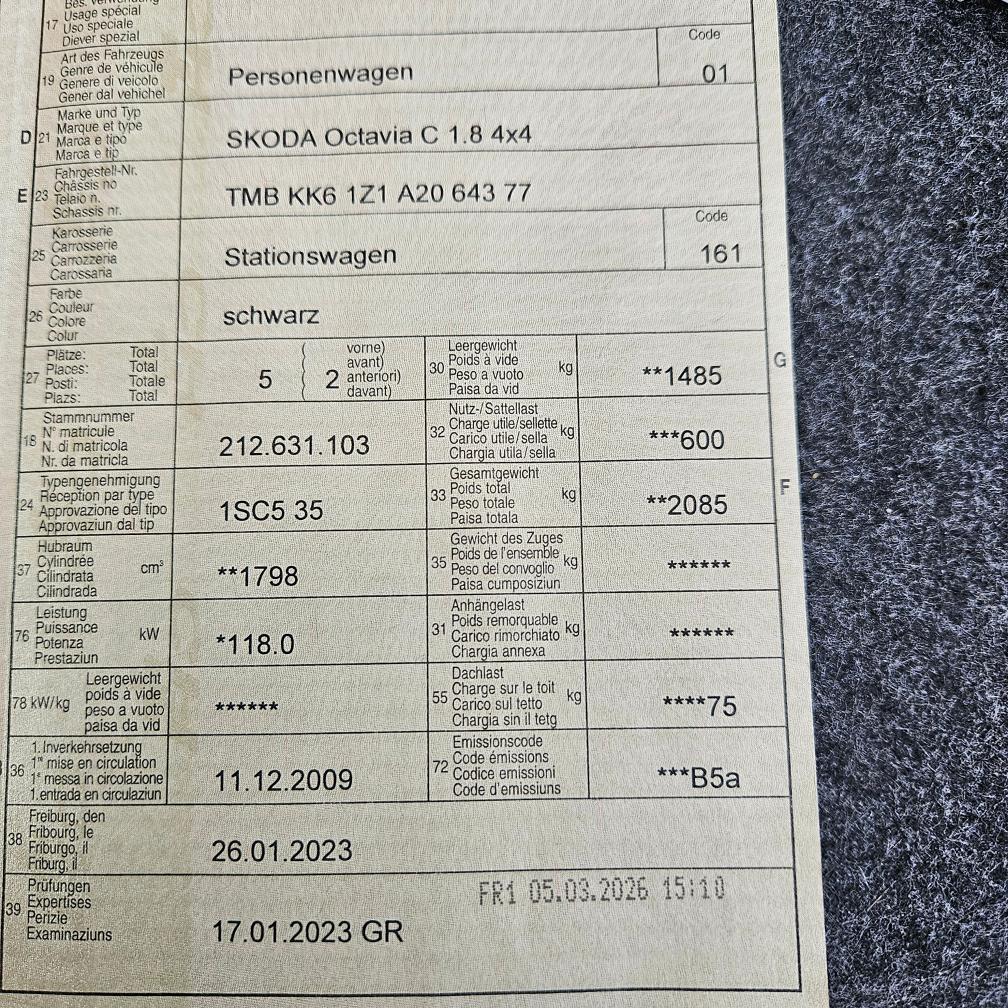 Bes. Verwendung
Usage spécial
17 Uso speciale
Diever spezial
Art des Fahrzeugs
Genre de véhicule
19 Genere di veicolo
Gener dal vehichel
Personenwagen
Code
01
Marke und Typ
D 21 Marque et type
Marca e tipo
Marca e tip
SKODA Octavia C 1.8 4x4
Fahrgestell-Nr.
E 23 Châssis no
Telaio n.
Schassis nr.
TMB KK6 1Z1 A20 643 77
Karosserie
25 Carrosserie
Carrozzeria
Carossaria
Stationswagen
Code
161
Farbe
26 Couleur
Colore
Colur
schwarz
Plätze: Total
27 Places: Total
Posti: Totale
Plazs: Total
5 ( 2 vorne)
avant)
anteriori)
davant)
Leergewicht
30 Poids à vide kg
Peso a vuoto
Paisa da vid
**1485
G
Stammnummer
18 N° matricule
N. di matricola
Nr. da matricla
212.631.103
Nutz-/Sattellast
32 Charge utile/sellette kg
Carico utile/sella
Chargia utila/sella
***600
Typengenehmigung
24 Réception par type
Approvazione del tipo
Approvaziun dal tip
1SC5 35
Gesamtgewicht
33 Poids total kg
Peso totale
Paisa totala
**2085
F
Hubraum
37 Cylindrée cm³
Cilindrata
Cilindrada
**1798
Gewicht des Zuges
35 Poids de l'ensemble kg
Peso del convoglio
Paisa cumposiziun
******
Leistung
76 Puissance kW
Potenza
Prestaziun
*118.0
Anhängelast
31 Poids remorquable kg
Carico rimorchiato
Chargia annexa
******
Leergewicht
78 kW/kg poids à vide
peso a vuoto
paisa da vid
******
Dachlast
55 Charge sur le toit kg
Carico sul tetto
Chargia sin il tetg
****75
1. Inverkehrsetzung
36 1re mise en circulation
1a messa in circolazione
1. entrada en circulaziun
11.12.2009
Emissionscode
72 Code émissions
Codice emissioni
Code d'emissiuns
***B5a
Freiburg, den
38 Fribourg, le
Friburgo, il
Friburg, il
26.01.2023
Prüfungen
39 Expertises
Perizie
Examinaziuns
17.01.2023 GR
FR1 05.03.2026 15:10